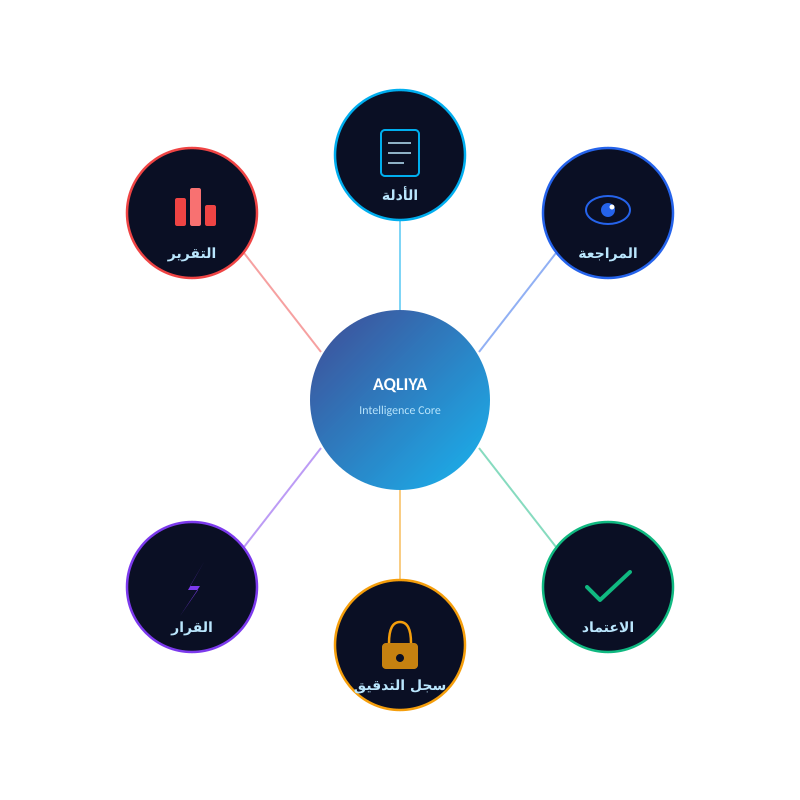 الأدلة
التقرير
المراجعة
AQLIYA
Intelligence Core
القرار
الاعتماد
سجل التدقيق